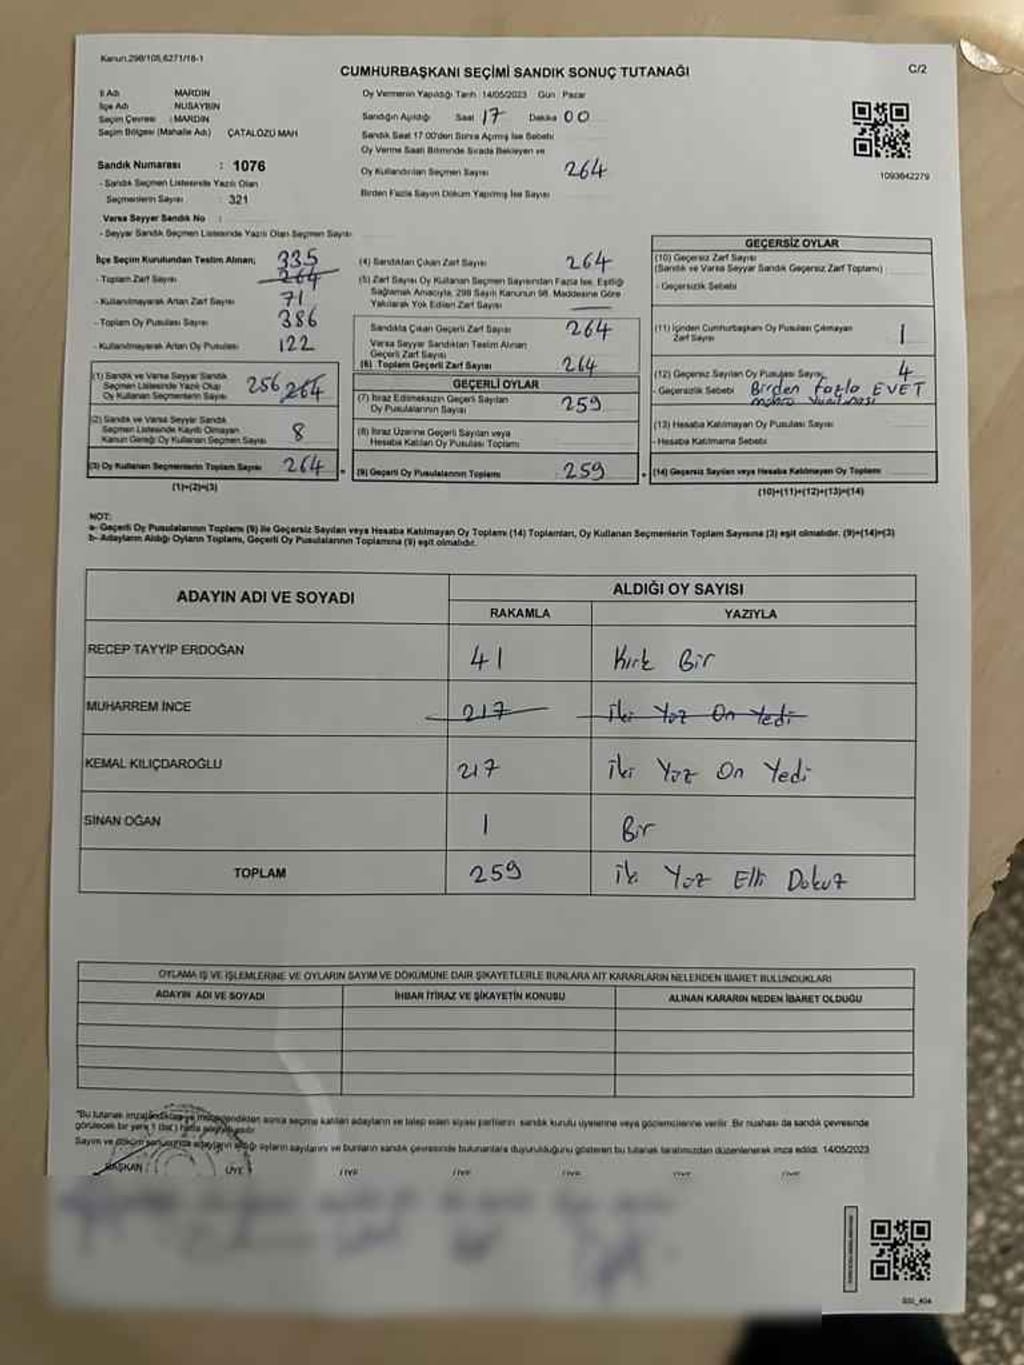 Kanun.298/105,6271/16-1
CUMHURBAŞKANI SEÇİMİ SANDIK SONUÇ TUTANAĞI
C/2
İl Adı MARDİN
İlçe Adı NUSAYBİN
Seçim Çevresi : MARDİN
Seçim Bölgesi (Mahalle Adı) ÇATALÖZÜ MAH
Sandık Numarası : 1076
- Sandık Seçmen Listesinde Yazılı Olan
Seçmenlerin Sayısı 321
Varsa Seyyar Sandık No :
- Seyyar Sandık Seçmen Listesinde Yazılı Olan Seçmen Sayısı
Oy Vermenin Yapıldığı Tarih 14/05/2023 Gün Pazar
Sandığın Açıldığı Saat 17 Dakika 00
Sandık Saat 17.00'den Sonra Açılmış İse Sebebi
Oy Verme Saati Bitiminde Sırada Bekleyen ve
Oy Kullandırılan Seçmen Sayısı 264
Birden Fazla Sayım Döküm Yapılmış İse Sayısı
1093642279
İlçe Seçim Kurulundan Teslim Alınan; 335
- Toplam Zarf Sayısı 264
- Kullanılmayarak Artan Zarf Sayısı 71
- Toplam Oy Pusulası Sayısı 386
- Kullanılmayarak Artan Oy Pusulası 122
(1) Sandık ve Varsa Seyyar Sandık
Seçmen Listesinde Yazılı Olup
Oy Kullanan Seçmenlerin Sayısı 256 264
(2) Sandık ve Varsa Seyyar Sandık
Seçmen Listesinde Kayıtlı Olmayan
Kanun Gereği Oy Kullanan Seçmen Sayısı 8
(3) Oy Kullanan Seçmenlerin Toplam Sayısı 264
(1)+(2)=(3)
(4) Sandıktan Çıkan Zarf Sayısı 264
(5) Zarf Sayısı Oy Kullanan Seçmen Sayısından Fazla İse, Eşitliği
Sağlamak Amacıyla, 298 Sayılı Kanunun 98. Maddesine Göre
Yakılarak Yok Edilen Zarf Sayısı
Sandıkta Çıkan Geçerli Zarf Sayısı 264
Varsa Seyyar Sandıktan Teslim Alınan
Geçerli Zarf Sayısı
(6) Toplam Geçerli Zarf Sayısı 264
GEÇERLİ OYLAR
(7) İtiraz Edilmeksizin Geçerli Sayılan
Oy Pusulalarının Sayısı 259
(8) İtiraz Üzerine Geçerli Sayılan veya
Hesaba Katılan Oy Pusulası Toplamı
(9) Geçerli Oy Pusulalarının Toplamı 259
GEÇERSİZ OYLAR
(10) Geçersiz Zarf Sayısı
(Sandık ve Varsa Seyyar Sandık Geçersiz Zarf Toplamı)
- Geçersizlik Sebebi
(11) İçinden Cumhurbaşkanı Oy Pusulası Çıkmayan
Zarf Sayısı 1
(12) Geçersiz Sayılan Oy Pusulası Sayısı 4
- Geçersizlik Sebebi Birden fazla EVET
(13) Hesaba Katılmayan Oy Pusulası Sayısı
- Hesaba Katılmama Sebebi
(14) Geçersiz Sayılan veya Hesaba Katılmayan Oy Toplamı
(10)+(11)+(12)+(13)=(14)
NOT:
a- Geçerli Oy Pusulalarının Toplamı (9) ile Geçersiz Sayılan veya Hesaba Katılmayan Oy Toplamı (14) Toplamları, Oy Kullanan Seçmenlerin Toplam Sayısına (3) eşit olmalıdır. (9)+(14)=(3)
b- Adayların Aldığı Oyların Toplamı, Geçerli Oy Pusulalarının Toplamına (9) eşit olmalıdır.
ADAYIN ADI VE SOYADI
ALDIĞI OY SAYISI
RAKAMLA YAZIYLA
RECEP TAYYİP ERDOĞAN 41 Kırk Bir
MUHARREM İNCE 217 İki Yüz On Yedi
KEMAL KILIÇDAROĞLU 217 İki Yüz On Yedi
SİNAN OĞAN 1 Bir
TOPLAM 259 İki Yüz Elli Dokuz
OYLAMA İŞ VE İŞLEMLERİNE VE OYLARIN SAYIM VE DÖKÜMÜNE DAİR ŞİKAYETLERLE BUNLARA AİT KARARLARIN NELERDEN İBARET BULUNDUKLARI
ADAYIN ADI VE SOYADI İHBAR İTİRAZ VE ŞİKAYETİN KONUSU ALINAN KARARIN NEDEN İBARET OLDUĞU
"Bu tutanak imzalandıktan ve mühürlendikten sonra seçime katılan adayların ve talep eden siyasi partilerin sandık kurulu üyelerine veya gözlemcilerine verilir. Bir nüshası da sandık çevresinde
görülecek bir yere 1 (bir) hafta
Sayım ve döküm sonucunda adayların aldığı oyların sayılarını ve bunların sandık çevresinde bulunanlara duyurulduğunu gösteren bu tutanak tarafımızdan düzenlenerek imza edildi. 14/05/2023
BAŞKAN ÜYE ÜYE ÜYE ÜYE ÜYE ÜYE